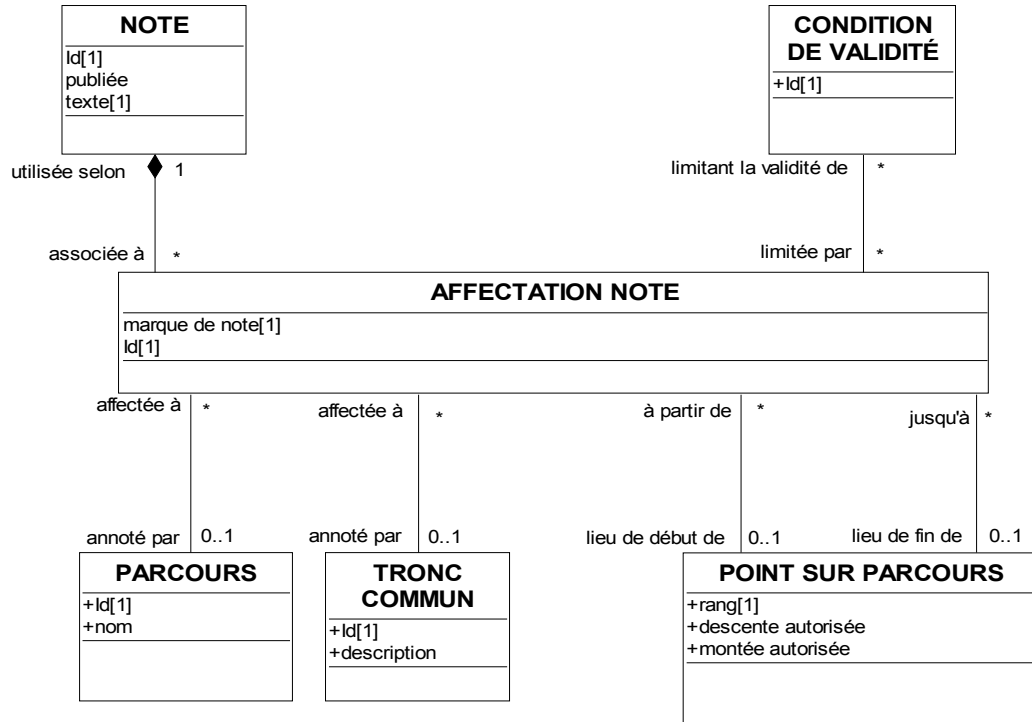 NOTE
Id[1]
publiée
texte[1]
CONDITION
DE VALIDITÉ
+Id[1]
utilisée selon
1
limitant la validité de
*
associée à
*
limitée par
*
AFFECTATION NOTE
marque de note[1]
Id[1]
affectée à
*
affectée à
*
à partir de
*
jusqu'à
*
annoté par
0..1
annoté par
0..1
lieu de début de
0..1
lieu de fin de
0..1
PARCOURS
+Id[1]
+nom
TRONC
COMMUN
+Id[1]
+description
POINT SUR PARCOURS
+rang[1]
+descente autorisée
+montée autorisée